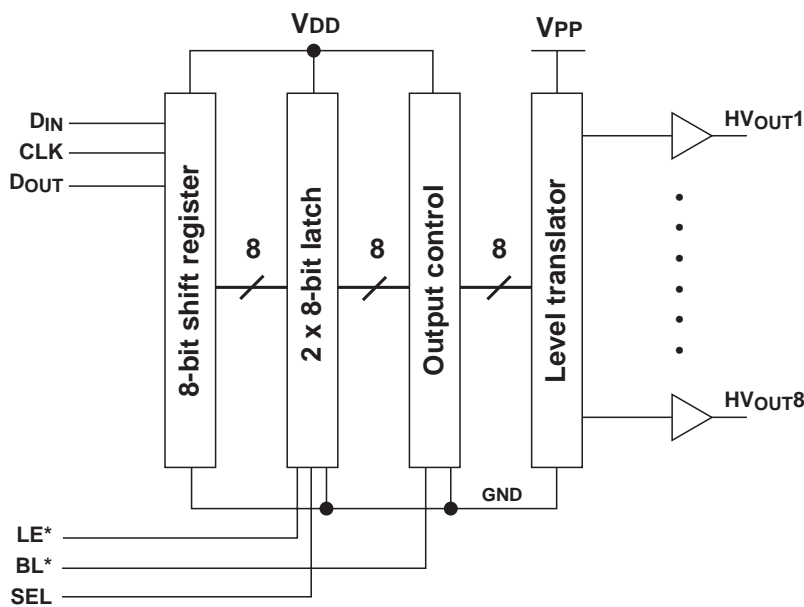 VDD
VPP
DIN
CLK
DOUT
8-bit shift register
8
2 x 8-bit latch
8
Output control
8
Level translator
HVOUT1
HVOUT8
GND
LE*
BL*
SEL